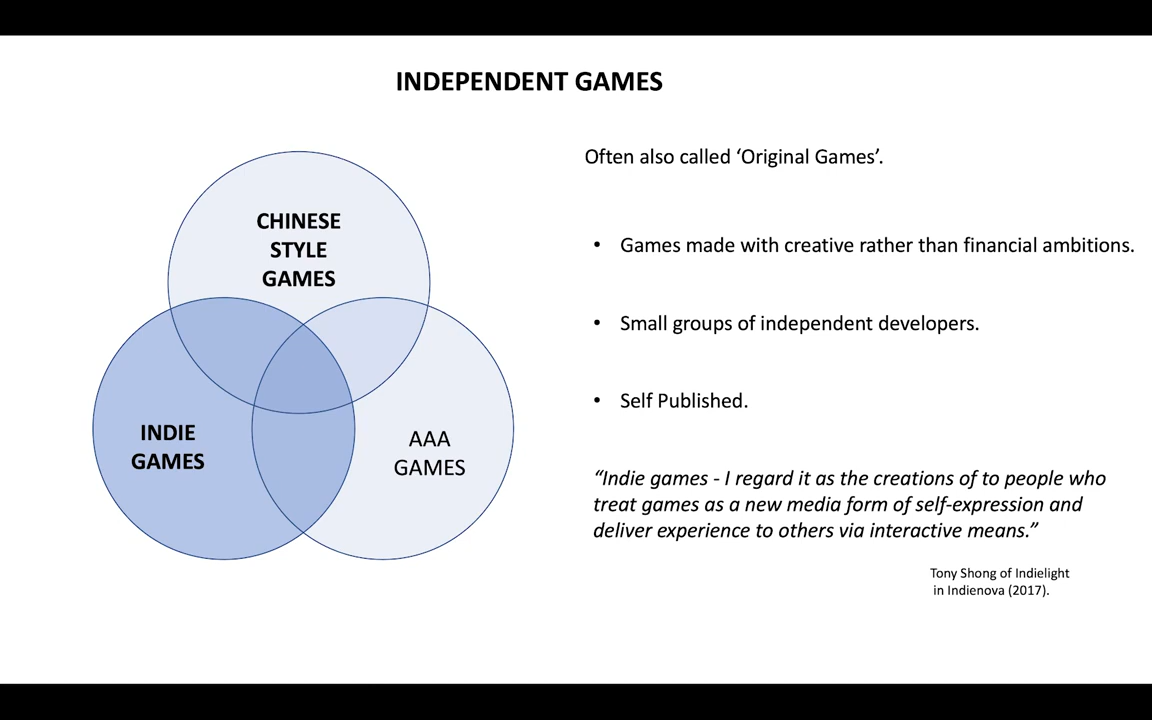 INDEPENDENT GAMES
CHINESE
STYLE
GAMES
INDIE
GAMES
AAA
GAMES
Often also called ‘Original Games’.
• Games made with creative rather than financial ambitions.
• Small groups of independent developers.
• Self Published.
“Indie games - I regard it as the creations of to people who
treat games as a new media form of self-expression and
deliver experience to others via interactive means.”
Tony Shong of Indielight
in Indienova (2017).